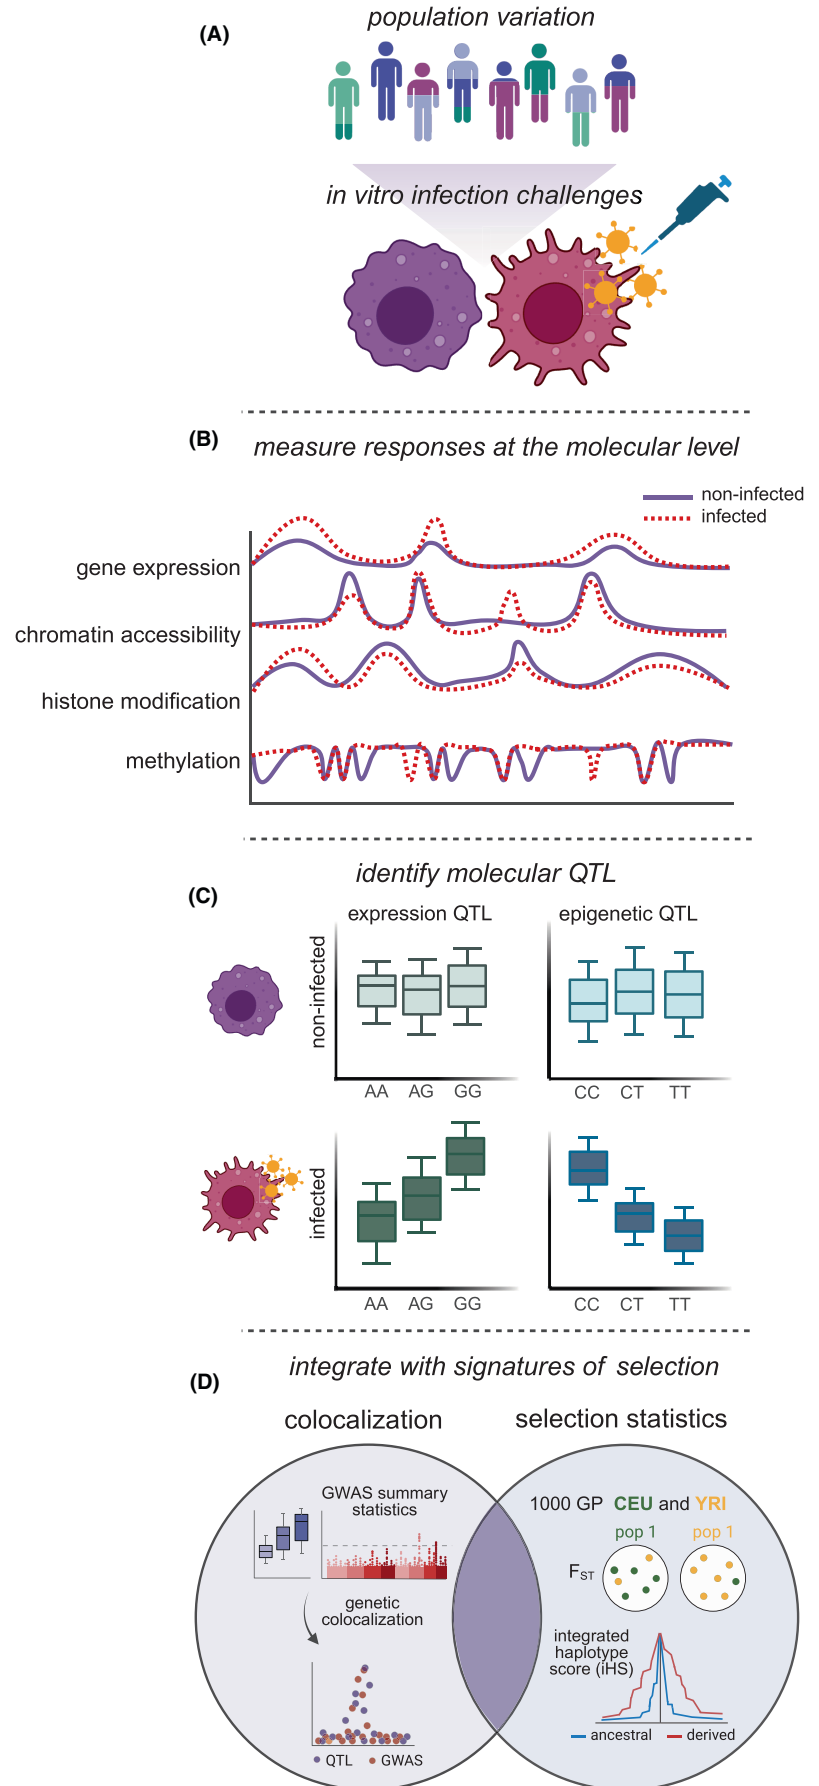 (A)
population variation
in vitro infection challenges
(B)
measure responses at the molecular level
non-infected
infected
gene expression
chromatin accessibility
histone modification
methylation
identify molecular QTL
(C)
expression QTL
epigenetic QTL
non-infected
AA AG GG
CC CT TT
infected
AA AG GG
CC CT TT
integrate with signatures of selection
(D)
colocalization
selection statistics
GWAS summary
statistics
genetic
colocalization
QTL
GWAS
1000 GP CEU and YRI
pop 1
pop 1
FST
integrated
haplotype
score (iHS)
ancestral
derived